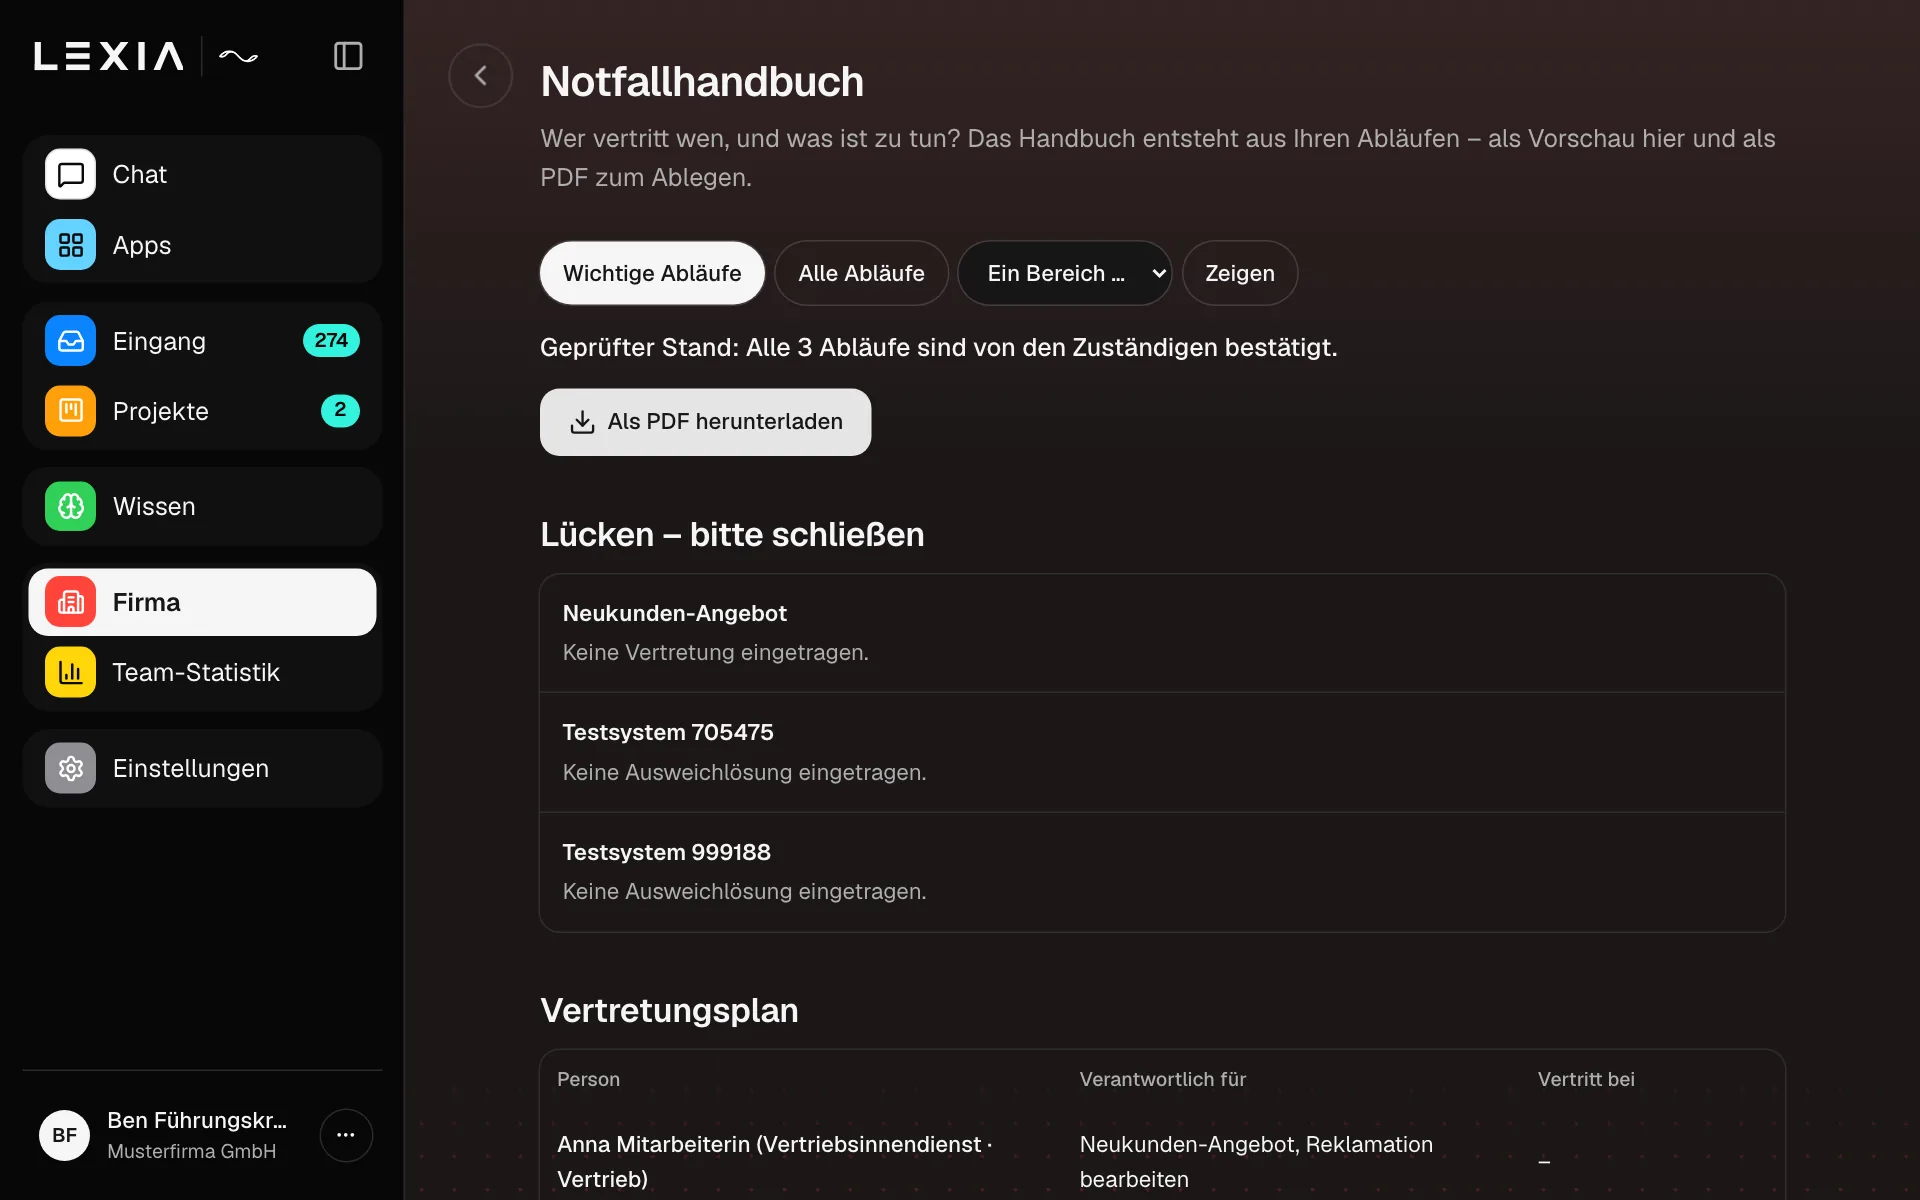 LEXIA
Chat
Apps
Eingang 274
Projekte 2
Wissen
Firma
Team-Statistik
Einstellungen
BF
Ben Führungskr...
Musterfirma GmbH
Notfallhandbuch
Wer vertritt wen, und was ist zu tun? Das Handbuch entsteht aus Ihren Abläufen – als Vorschau hier und als
PDF zum Ablegen.
Wichtige Abläufe Alle Abläufe Ein Bereich ... Zeigen
Geprüfter Stand: Alle 3 Abläufe sind von den Zuständigen bestätigt.
Als PDF herunterladen
Lücken – bitte schließen
Neukunden-Angebot
Keine Vertretung eingetragen.
Testsystem 705475
Keine Ausweichlösung eingetragen.
Testsystem 999188
Keine Ausweichlösung eingetragen.
Vertretungsplan
Person Verantwortlich für Vertritt bei
Anna Mitarbeiterin (Vertriebsinnendienst · Neukunden-Angebot, Reklamation –
Vertrieb) bearbeiten